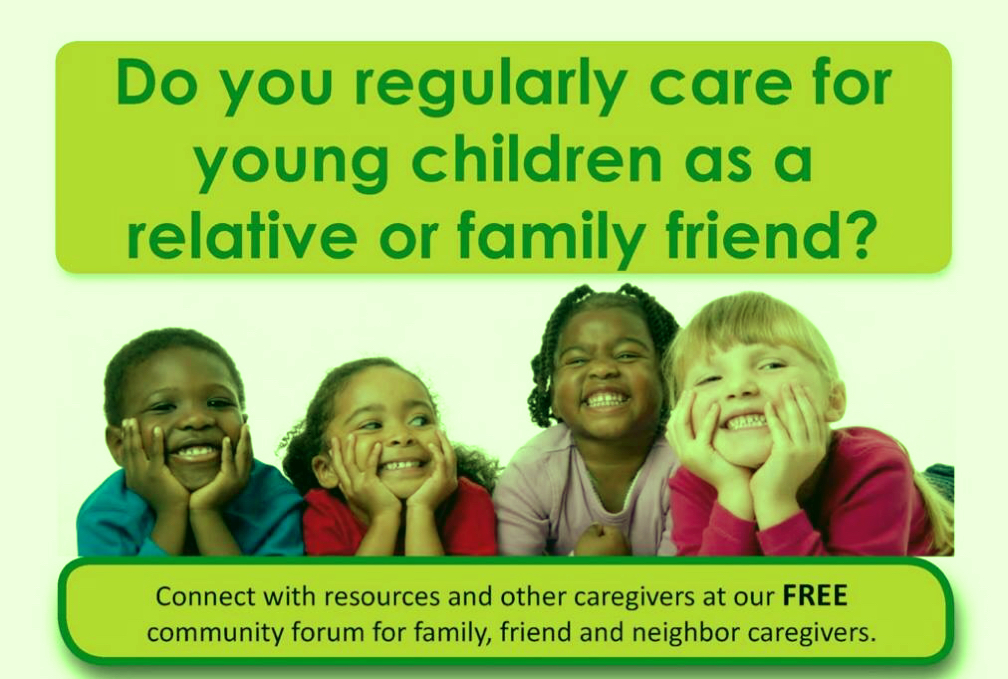 Do you regularly care for
young children as a
relative or family friend?
Connect with resources and other caregivers at our FREE
community forum for family, friend and neighbor caregivers.